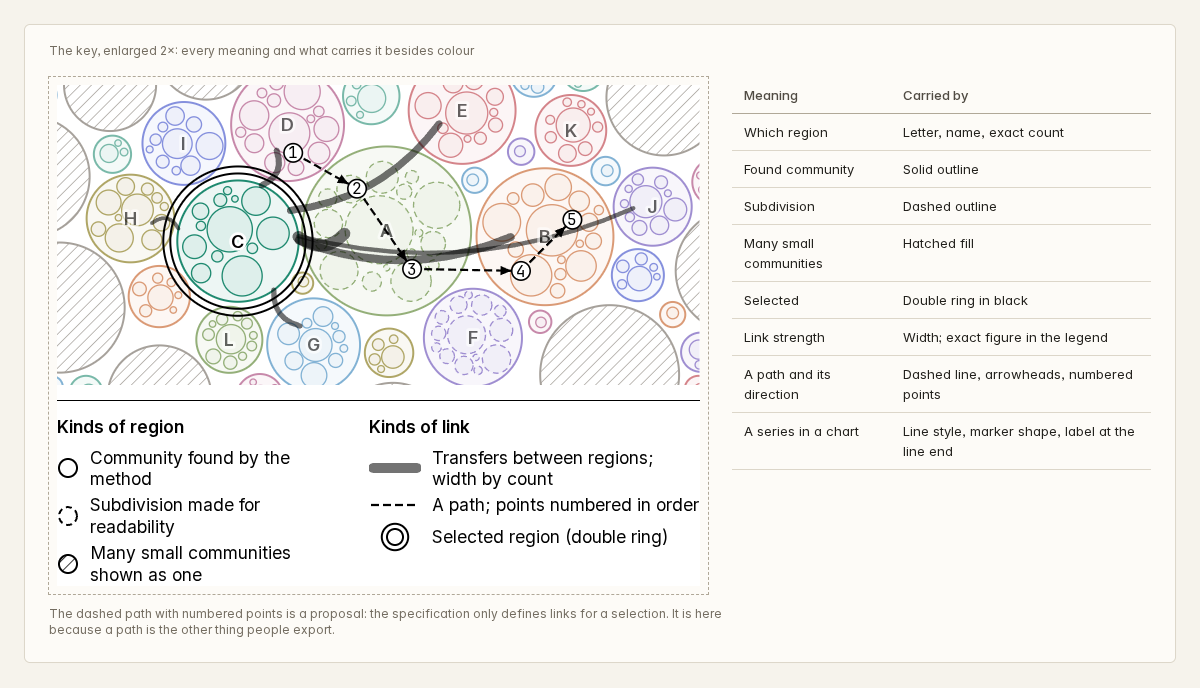 The key, enlarged 2×: every meaning and what carries it besides colour
E
D
K
I
1
2
H
J
5
A
B
C
3
4
F
L
G
Kinds of region
Community found by the
method
Subdivision made for
readability
Many small communities
shown as one
Kinds of link
Transfers between regions;
width by count
A path; points numbered in order
Selected region (double ring)
The dashed path with numbered points is a proposal: the specification only defines links for a selection. It is here
because a path is the other thing people export.
Meaning Carried by
Which region Letter, name, exact count
Found community Solid outline
Subdivision Dashed outline
Many small Hatched fill
communities
Selected Double ring in black
Link strength Width; exact figure in the legend
A path and its Dashed line, arrowheads, numbered
direction points
A series in a chart Line style, marker shape, label at the
line end